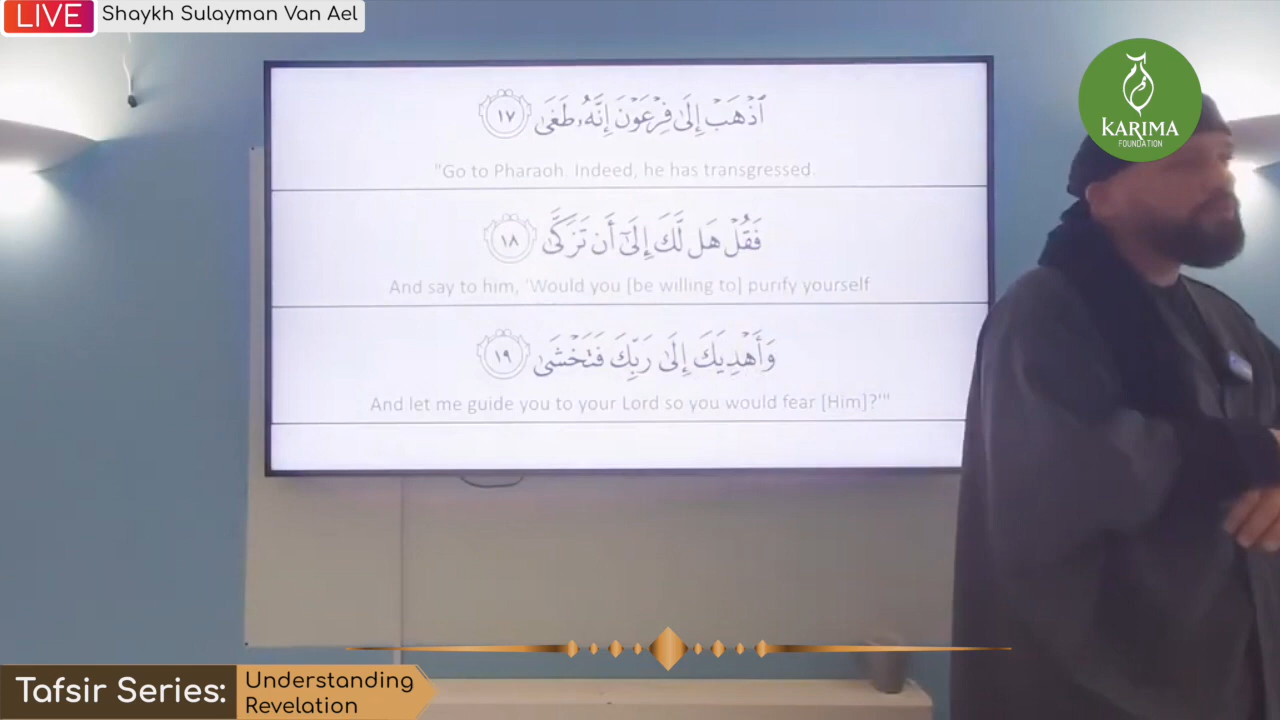 LIVE
Shaykh Sulayman Van Ael
KARIMA
FOUNDATION
ٱذْهَبْ إِلَىٰ فِرْعَوْنَ إِنَّهُۥ طَغَىٰ ١٧
"Go to Pharaoh. Indeed, he has transgressed.
فَقُلْ هَل لَّكَ إِلَىٰٓ أَن تَزَكَّىٰ ١٨
And say to him, 'Would you [be willing to] purify yourself
وَأَهْدِيَكَ إِلَىٰ رَبِّكَ فَتَخْشَىٰ ١٩
And let me guide you to your Lord so you would fear [Him]?'"
Tafsir Series:
Understanding
Revelation